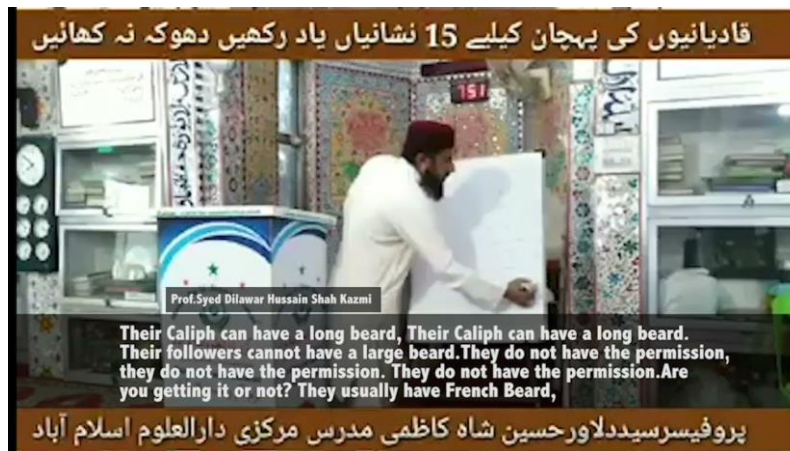 قادیانیوں کی پہچان کیلیے 15 نشانیاں یاد رکھیں دھوکہ نہ کھائیں
Prof.Syed Dilawar Hussain Shah Kazmi
Their Caliph can have a long beard, Their Caliph can have a long beard.
Their followers cannot have a large beard.They do not have the permission,
they do not have the permission. They do not have the permission.Are
you getting it or not? They usually have French Beard,
پروفیسرسیددلاورحسین شاہ کاظمی مدرس مرکزی دارالعلوم اسلام آباد